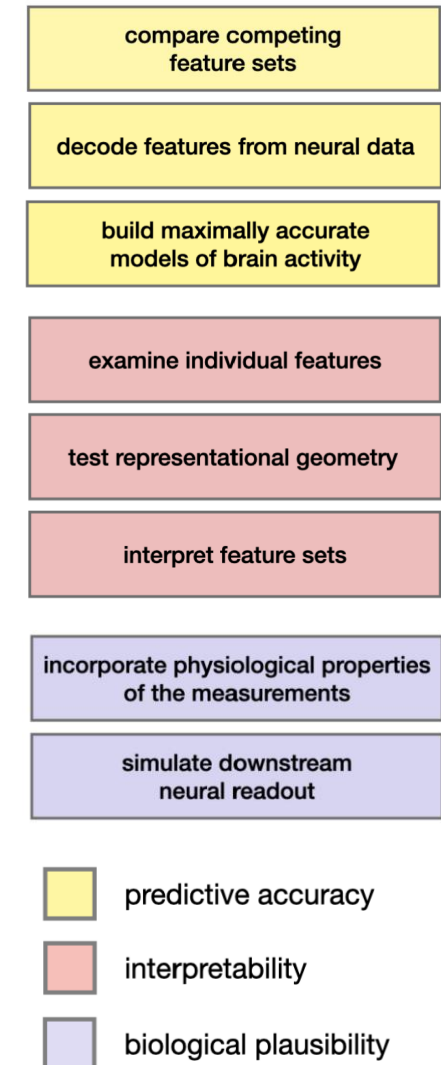 compare competing
feature sets
decode features from neural data
build maximally accurate
models of brain activity
examine individual features
test representational geometry
interpret feature sets
incorporate physiological properties
of the measurements
simulate downstream
neural readout
predictive accuracy
interpretability
biological plausibility